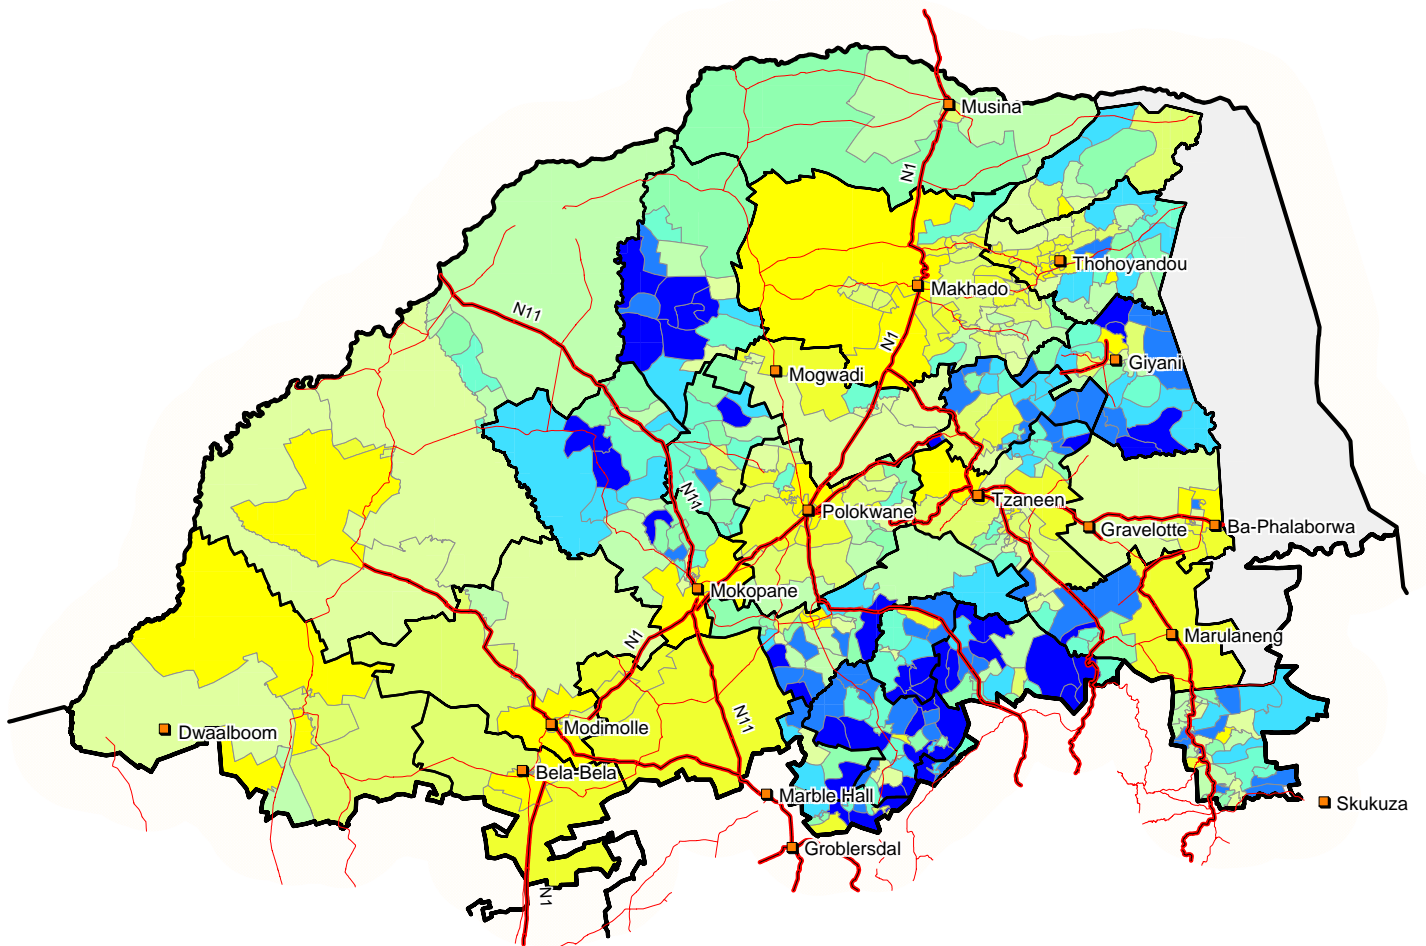 Musina
N1
Thohoyandou
Makhado
N11
N1
Giyani
Mogwadi
N11
Tzaneen
Polokwane
Gravelotte
Ba-Phalaborwa
Mokopane
N1
Marulaneng
N11
Modimolle
Dwaalboom
Bela-Bela
Marble Hall
Skukuza
Groblersdal
N1